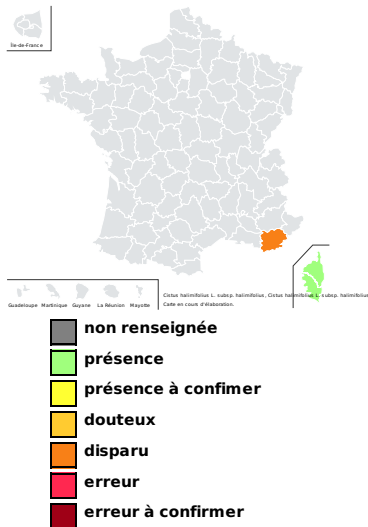 Île-de-France
Guadeloupe Martinique Guyane La Réunion Mayotte
Cistus halimifolius L. subsp. halimifolius, Cistus halimifolius L. subsp. halimifolius
Carte en cours d'élaboration.
non renseignée
présence
présence à confimer
douteux
disparu
erreur
erreur à confirmer